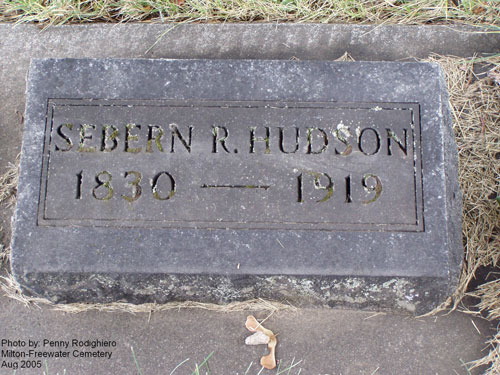 SEBERN R. HUDSON
1830 — 1919
Photo by: Penny Rodighiero
Milton-Freewater Cemetery
Aug 2005